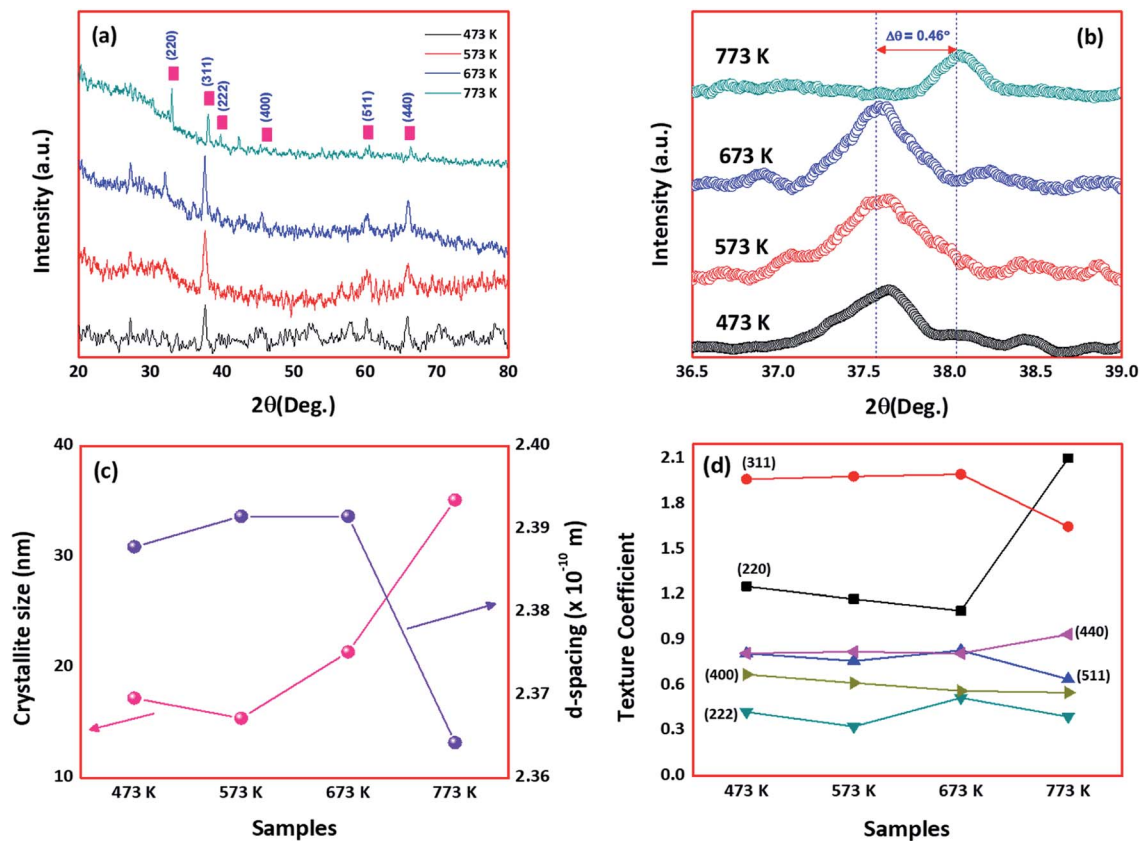 (a)
473 K
573 K
673 K
773 K
(220)
(311)
(222)
(400)
(511)
(440)
Intensity (a.u.)
20 30 40 50 60 70 80
2θ(Deg.)
(b)
Δθ = 0.46°
773 K
673 K
573 K
473 K
Intensity (a.u.)
36.5 37.0 37.5 38.0 38.5 39.0
2θ(Deg.)
(c)
40
30
20
10
Crystallite size (nm)
2.40
2.39
2.38
2.37
2.36
d-spacing (x 10⁻¹⁰ m)
473 K 573 K 673 K 773 K
Samples
(d)
2.1
1.8
1.5
1.2
0.9
0.6
0.3
0.0
Texture Coefficient
(311)
(220)
(440)
(400)
(511)
(222)
473 K 573 K 673 K 773 K
Samples